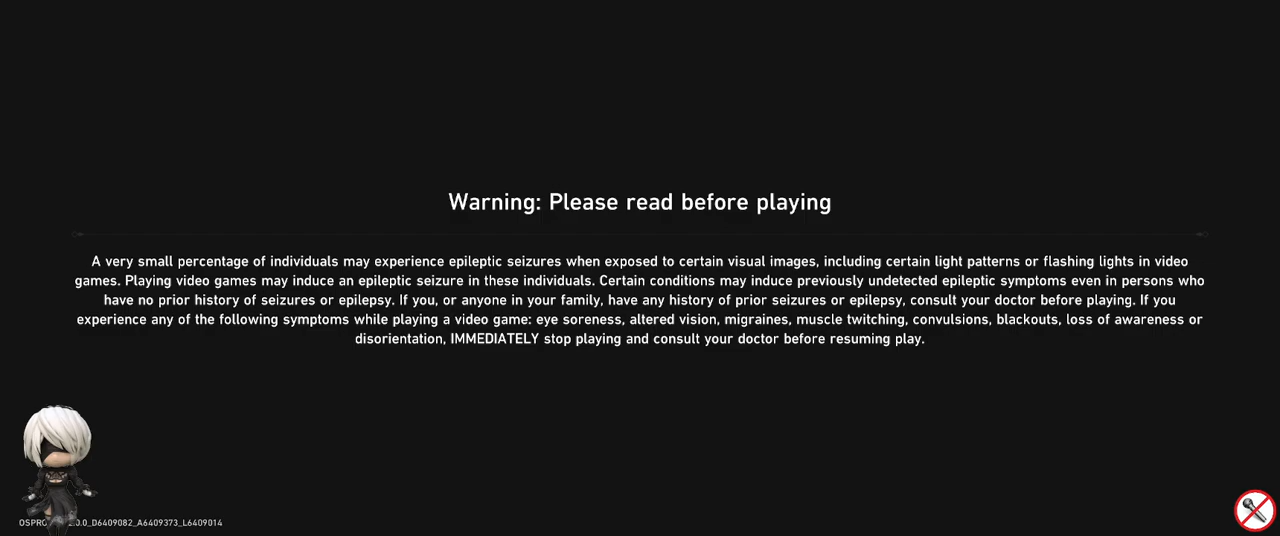 Warning: Please read before playing
A very small percentage of individuals may experience epileptic seizures when exposed to certain visual images, including certain light patterns or flashing lights in video
games. Playing video games may induce an epileptic seizure in these individuals. Certain conditions may induce previously undetected epileptic symptoms even in persons who
have no prior history of seizures or epilepsy. If you, or anyone in your family, have any history of prior seizures or epilepsy, consult your doctor before playing. If you
experience any of the following symptoms while playing a video game: eye soreness, altered vision, migraines, muscle twitching, convulsions, blackouts, loss of awareness or
disorientation, IMMEDIATELY stop playing and consult your doctor before resuming play.